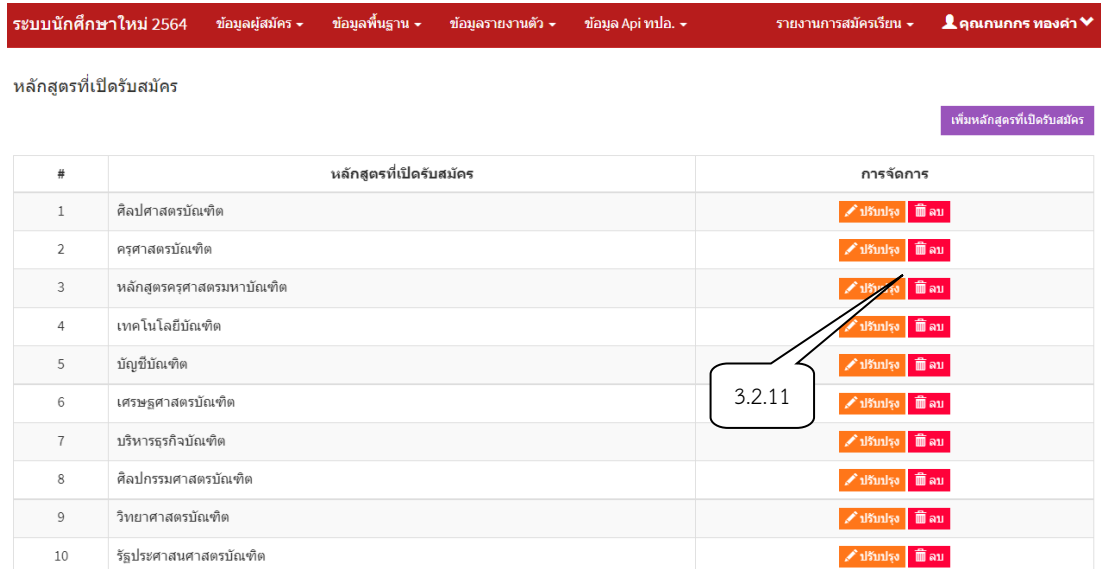 ระบบนักศึกษาใหม่ 2564 ข้อมูลผู้สมัคร ข้อมูลพื้นฐาน ข้อมูลรายงานตัว ข้อมูล Api ทปอ. รายงานการสมัครเรียน คุณกนกกร ทองคำ
หลักสูตรที่เปิดรับสมัคร
เพิ่มหลักสูตรที่เปิดรับสมัคร
# หลักสูตรที่เปิดรับสมัคร การจัดการ
1 ศิลปศาสตรบัณฑิต ปรับปรุง ลบ
2 ครุศาสตรบัณฑิต ปรับปรุง ลบ
3 หลักสูตรครุศาสตรมหาบัณฑิต ปรับปรุง ลบ
4 เทคโนโลยีบัณฑิต ปรับปรุง ลบ
5 บัญชีบัณฑิต ปรับปรุง ลบ
6 เศรษฐศาสตรบัณฑิต ปรับปรุง ลบ
3.2.11
7 บริหารธุรกิจบัณฑิต ปรับปรุง ลบ
8 ศิลปกรรมศาสตรบัณฑิต ปรับปรุง ลบ
9 วิทยาศาสตรบัณฑิต ปรับปรุง ลบ
10 รัฐประศาสนศาสตรบัณฑิต ปรับปรุง ลบ